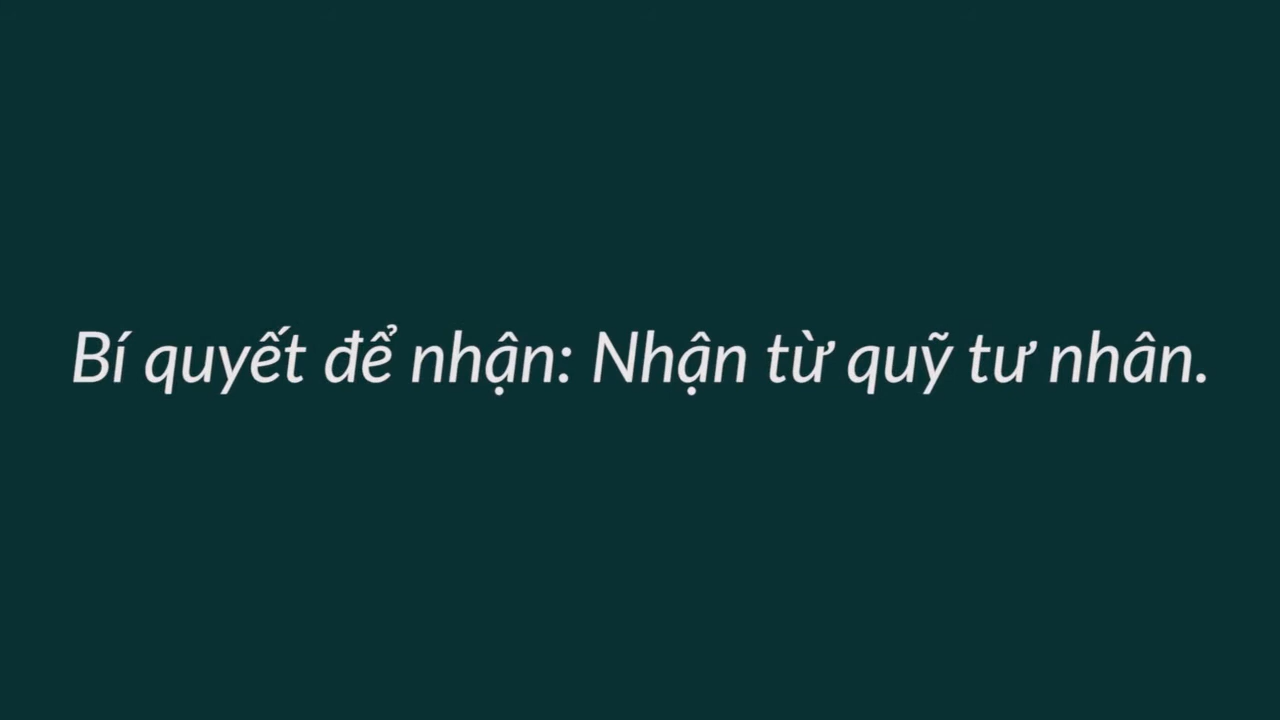 Bí quyết để nhận: Nhận từ quỹ tư nhân.